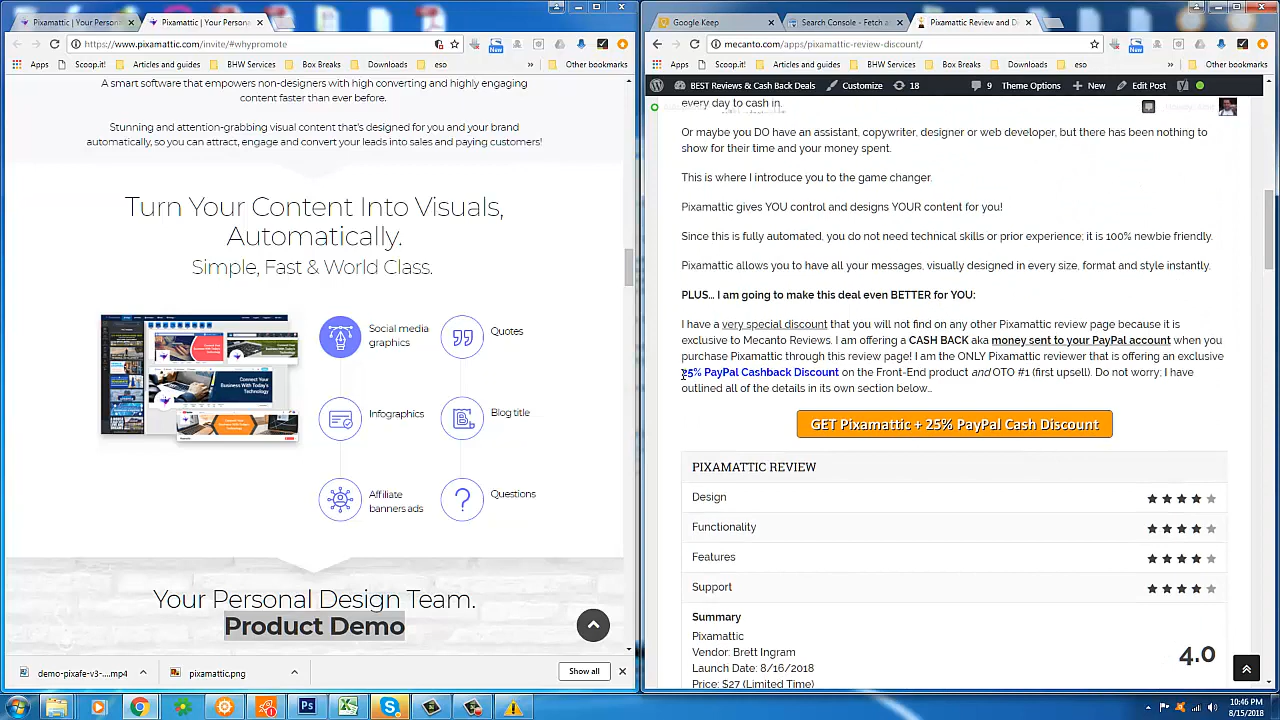 Pixamattic | Your Persona
Pixamattic | Your Persona
https://www.pixamattic.com/invite/#whypromote
Apps
Scoop.it!
Articles and guides
BHW Services
Box Breaks
Downloads
eso
Other bookmarks
A smart software that empowers non-designers with high converting and highly engaging
content faster than ever before.
Stunning and attention-grabbing visual content that's designed for you and your brand
automatically, so you can attract, engage and convert your leads into sales and paying customers!
Turn Your Content Into Visuals,
Automatically.
Simple, Fast & World Class.
Social media
graphics
Quotes
Infographics
Blog title
Affiliate
banners ads
Questions
Your Personal Design Team.
Product Demo
demo-pixafe-v3-....mp4
pixamattic.png
Show all
Google Keep
Search Console - Fetch a
Pixamattic Review and D
mecanto.com/apps/pixamattic-review-discount/
Apps
Scoop.it!
Articles and guides
BHW Services
Box Breaks
Downloads
eso
Other bookmarks
BEST Reviews & Cash Back Deals
Customize
18
9
Theme Options
New
Edit Post
every day to cash in.
Or maybe you DO have an assistant, copywriter, designer or web developer, but there has been nothing to
show for their time and your money spent.
This is where I introduce you to the game changer.
Pixamattic gives YOU control and designs YOUR content for you!
Since this is fully automated, you do not need technical skills or prior experience; it is 100% newbie friendly.
Pixamattic allows you to have all your messages, visually designed in every size, format and style instantly.
PLUS... I am going to make this deal even BETTER for YOU:
I have a very special discount that you will not find on any other Pixamattic review page because it is
exclusive to Mecanto Reviews. I am offering a CASH BACK and money sent to your PayPal account when you
purchase Pixamattic through this review page! I am the ONLY Pixamattic reviewer that is offering an exclusive
25% PayPal Cashback Discount on the Front-End product and OTO #1 (first upsell). Do not worry; I have
outlined all of the details in its own section below...
GET Pixamattic + 25% PayPal Cash Discount
PIXAMATTIC REVIEW
Design
Functionality
Features
Support
Summary
Pixamattic
Vendor: Brett Ingram
Launch Date: 8/16/2018
Price: $27 (Limited Time)
4.0
10:46 PM
8/15/2018